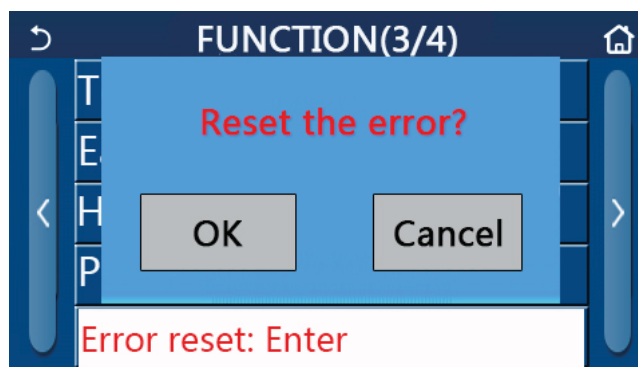 FUNCTION(3/4)
T
Reset the error?
E
H
OK
Cancel
P
Error reset: Enter